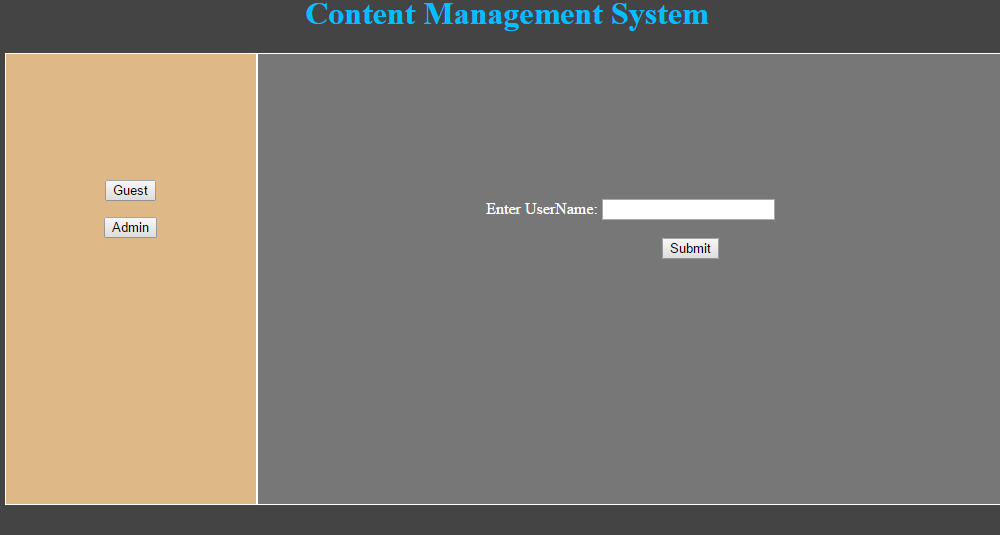 Content Management System
Guest
Admin
Enter UserName:
Submit